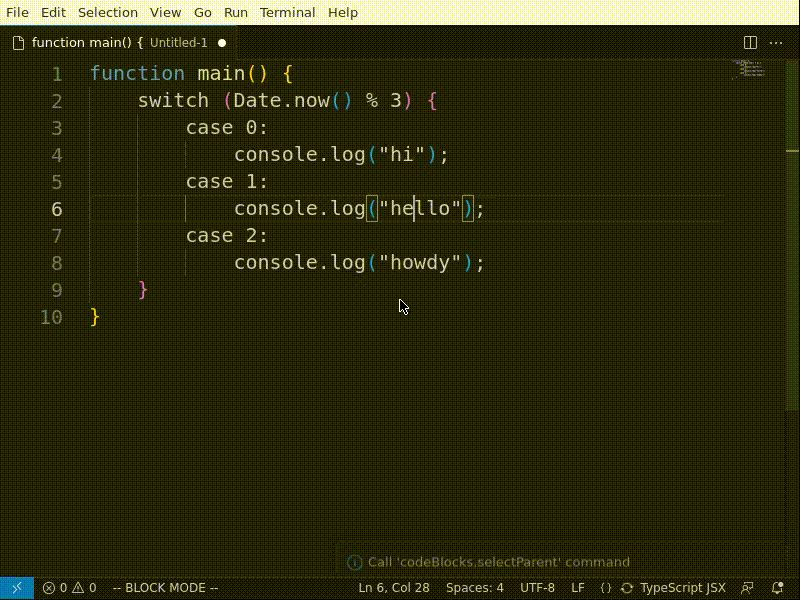 File Edit Selection View Go Run Terminal Help
function main() { Untitled-1
1 function main() {
2 switch (Date.now() % 3) {
3 case 0:
4 console.log("hi");
5 case 1:
6 console.log("hello");
7 case 2:
8 console.log("howdy");
9 }
10 }
Call 'codeBlocks.selectParent' command
0 0 -- BLOCK MODE -- Ln 6, Col 28 Spaces: 4 UTF-8 LF {} TypeScript JSX